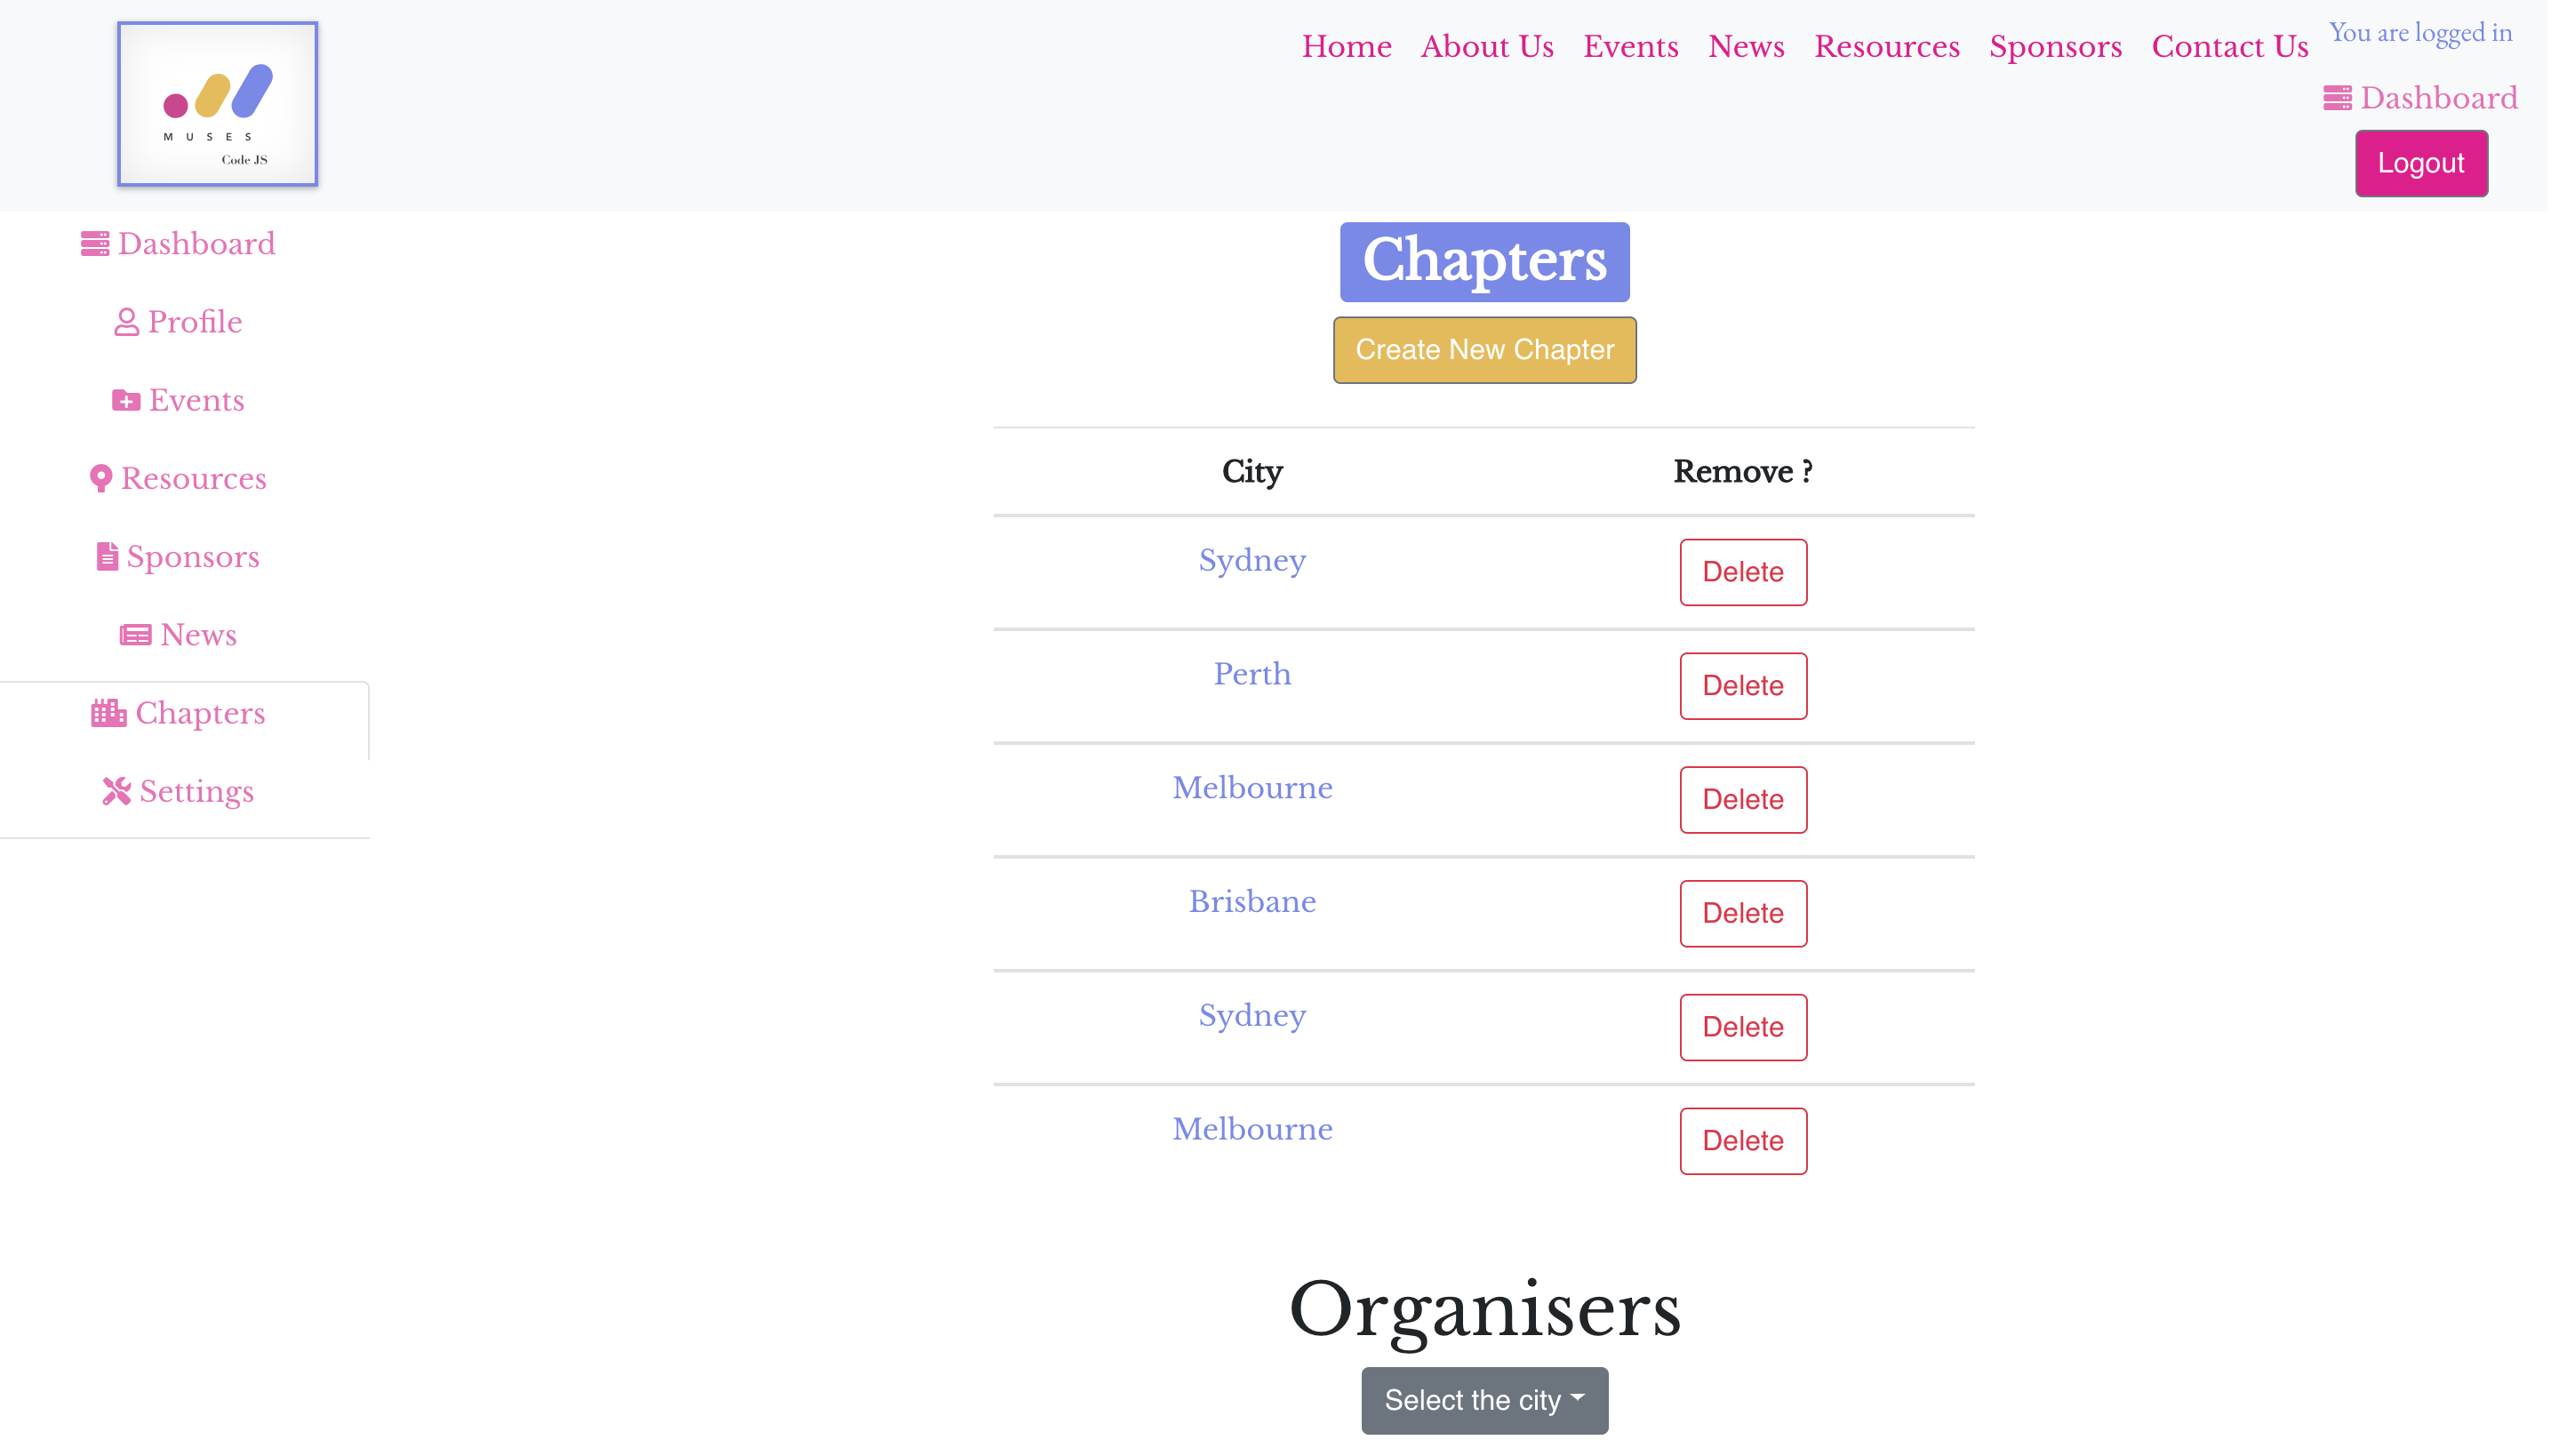 MUSES
Code JS
Home About Us Events News Resources Sponsors Contact Us You are logged in
Dashboard
Logout
Dashboard
Profile
Events
Resources
Sponsors
News
Chapters
Settings
Chapters
Create New Chapter
City Remove ?
Sydney Delete
Perth Delete
Melbourne Delete
Brisbane Delete
Sydney Delete
Melbourne Delete
Organisers
Select the city